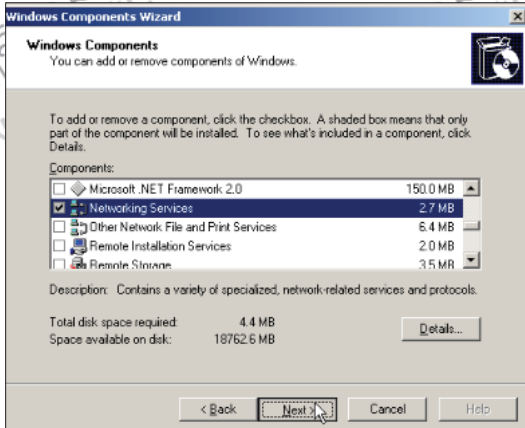 Windows Components Wizard
Windows Components
You can add or remove components of Windows.
To add or remove a component, click the checkbox. A shaded box means that only
part of the component will be installed. To see what's included in a component, click
Details.
Components:
Microsoft .NET Framework 2.0 150.0 MB
Networking Services 2.7 MB
Other Network File and Print Services 6.4 MB
Remote Installation Services 2.0 MB
Remote Storage 3.5 MB
Description: Contains a variety of specialized, network-related services and protocols.
Total disk space required: 4.4 MB
Details...
Space available on disk: 18762.6 MB
< Back Next > Cancel Help